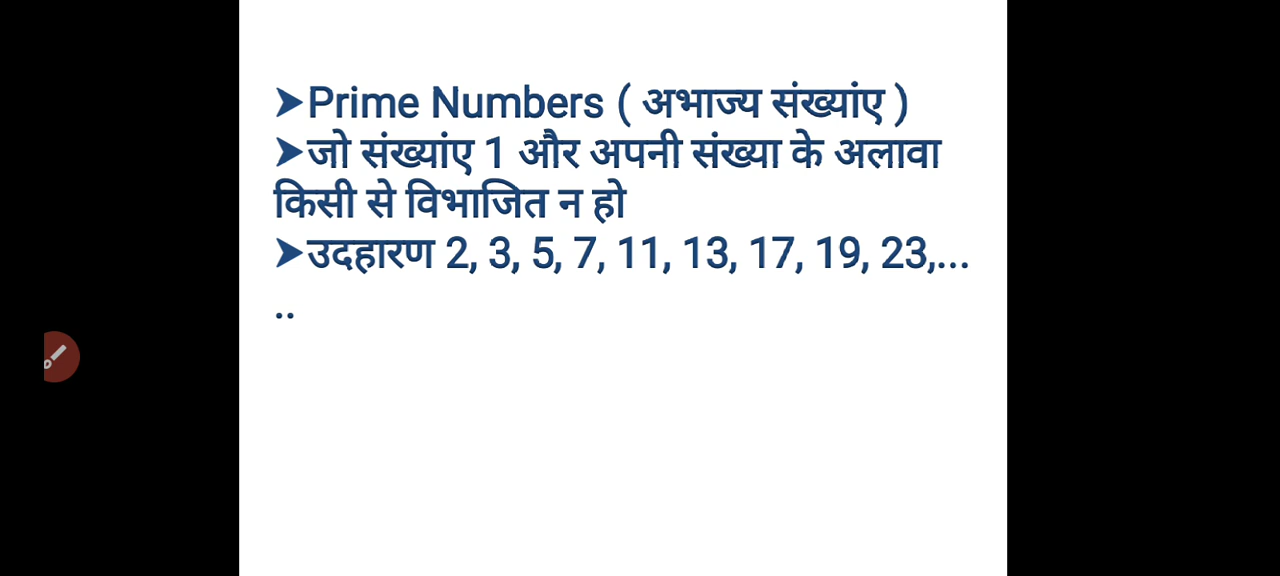 ➤Prime Numbers ( अभाज्य संख्यांए )
➤जो संख्यांए 1 और अपनी संख्या के अलावा
किसी से विभाजित न हो
➤उदहारण 2, 3, 5, 7, 11, 13, 17, 19, 23,...
..